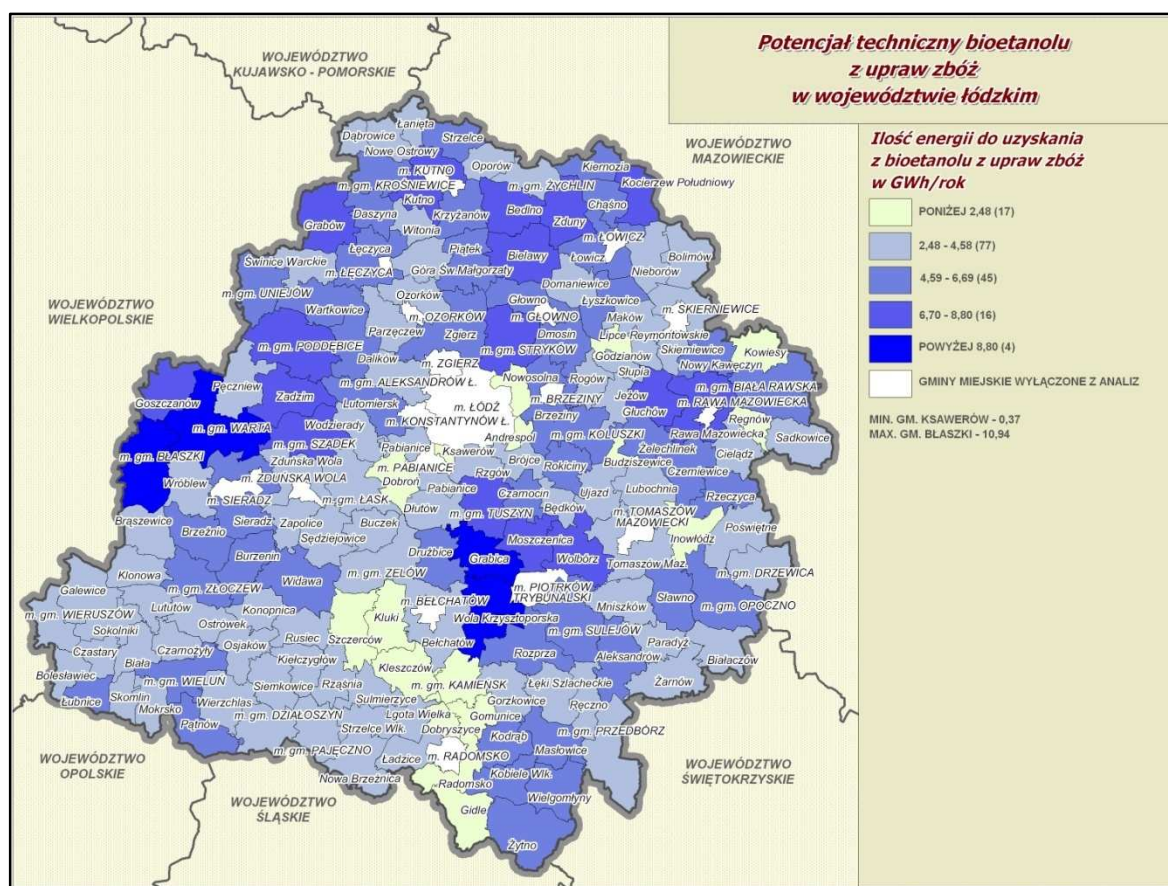 Potencjał techniczny bioetanolu
z upraw zbóż
w województwie łódzkim
Ilość energii do uzyskania
z bioetanolu z upraw zbóż
w GWh/rok
PONIŻEJ 2,48 (17)
2,48 - 4,58 (77)
4,59 - 6,69 (45)
6,70 - 8,80 (16)
POWYŻEJ 8,80 (4)
GMINY MIEJSKIE WYŁĄCZONE Z ANALIZ
MIN. GM. KSAWERÓW - 0,37
MAX. GM. BŁASZKI - 10,94
WOJEWÓDZTWO
KUJAWSKO - POMORSKIE
WOJEWÓDZTWO
MAZOWIECKIE
WOJEWÓDZTWO
WIELKOPOLSKIE
WOJEWÓDZTWO
OPOLSKIE
WOJEWÓDZTWO
ŚLĄSKIE
WOJEWÓDZTWO
ŚWIĘTOKRZYSKIE
Łanięta
Dąbrowice
Strzelce
Nowe Ostrowy
Oporów
Kiernozia
m. KUTNO
m. gm. KROŚNIEWICE
m. gm. ŻYCHLIN
Kocierzew Południowy
Kutno
Bedlno
Chąśno
Grabów
Daszyna
Krzyżanów
Zduny
Witonia
m. ŁOWICZ
Łęczyca
Piątek
Bielawy
Łowicz
Bolimów
Świnice Warckie
m. ŁĘCZYCA
Góra Św.Małgorzaty
Nieborów
Domaniewice
m. gm. UNIEJÓW
Ozorków
Głowno
Łyszkowice
Wartkowice
m. OZORKÓW
m. GŁOWNO
Maków
m. SKIERNIEWICE
Parzęczew
Zgierz
Dmosin
Lipce Reymontowskie
m. gm. PODDĘBICE
Dalików
m. gm. STRYKÓW
Godzianów
Skierniewice
Kowiesy
m. ZGIERZ
Słupia
Nowy Kawęczyn
Pęczniew
m. gm. ALEKSANDRÓW Ł.
Nowosolna
Rogów
Goszczanów
Zadzim
Lutomiersk
m. ŁÓDŹ
m. BRZEZINY
Jeżów
m. gm. BIAŁA RAWSKA
m. RAWA MAZOWIECKA
m. KONSTANTYNÓW Ł.
Brzeziny
Głuchów
Regnów
m. gm. WARTA
Wodzierady
Andrespol
m. gm. KOLUSZKI
Rawa Mazowiecka
Sadkowice
m. gm. SZADEK
Pabianice
Ksawerów
Żelechlinek
m. gm. BŁASZKI
Zduńska Wola
m. PABIANICE
Brójce
Rokiciny
Budziszewice
Cielądz
Wróblew
m. ZDUŃSKA WOLA
Dobroń
Rzgów
Czerniewice
m. SIERADZ
m. gm. ŁASK
Pabianice
Czarnocin
Ujazd
Lubochnia
Rzeczyca
Brąszewice
Sieradz
Zapolice
Dłutów
m. gm. TUSZYN
Będków
m. TOMASZÓW
MAZOWIECKI
Brzeźnio
Buczek
Inowłódz
Poświętne
Sędziejowice
Drużbice
Moszczenica
Klonowa
Burzenin
Grabica
Wolbórz
Tomaszów Maz.
Galewice
m. gm. ZŁOCZEW
Widawa
m. gm. ZELÓW
m. gm. DRZEWICA
m. PIOTRKÓW
TRYBUNALSKI
m. gm. WIERUSZÓW
Lututów
Konopnica
m. BEŁCHATÓW
Mniszków
Sławno
m. gm. OPOCZNO
Sokolniki
Ostrówek
Kluki
Wola Krzysztoporska
Czastary
Czarnożyły
Osjaków
Rusiec
Szczerców
Bełchatów
m. gm. SULEJÓW
Paradyż
Białaczów
Biała
Kiełczygłów
Rozprza
Aleksandrów
Bolesławiec
m. gm. WIELUŃ
Kleszczów
Żarnów
Łubnice
Skomlin
Wierzchlas
Siemkowice
Rząśnia
m. gm. KAMIEŃSK
Łęki Szlacheckie
Mokrsko
Sulmierzyce
Gorzkowice
Ręczno
Pątnów
m. gm. DZIAŁOSZYN
Lgota Wielka
Gomunice
Strzelce Wlk.
Dobryszyce
Kodrąb
m. gm. PRZEDBÓRZ
m. gm. PAJĘCZNO
Ładzice
m. RADOMSKO
Masłowice
Nowa Brzeźnica
Radomsko
Kobiele Wlk.
Gidle
Wielgomłyny
Żytno